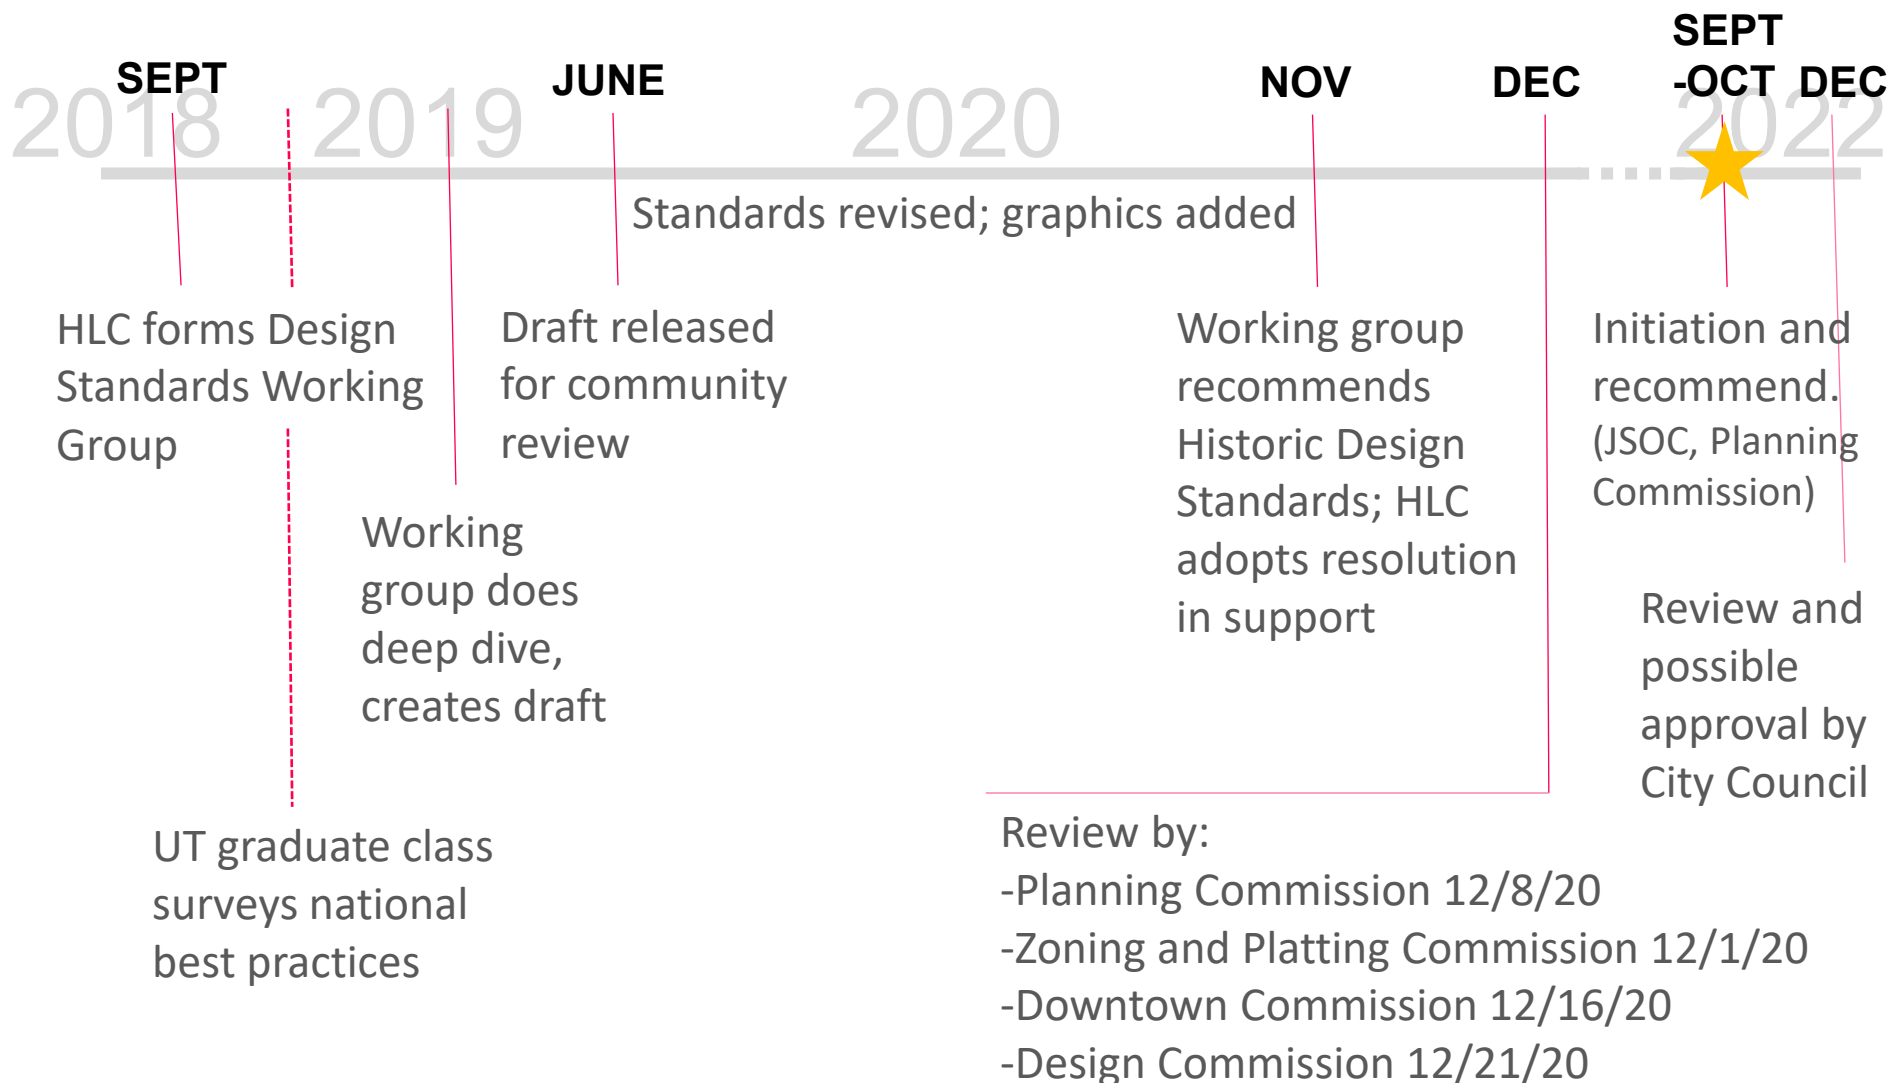 SEPT
JUNE
NOV
DEC
SEPT
-OCT
DEC
2018
2019
2020
2022
Standards revised; graphics added
HLC forms Design
Standards Working
Group
Draft released
for community
review
Working group
recommends
Historic Design
Standards; HLC
adopts resolution
in support
Initiation and
recommend.
(JSOC, Planning
Commission)
Working
group does
deep dive,
creates draft
Review and
possible
approval by
City Council
UT graduate class
surveys national
best practices
Review by:
-Planning Commission 12/8/20
-Zoning and Platting Commission 12/1/20
-Downtown Commission 12/16/20
-Design Commission 12/21/20